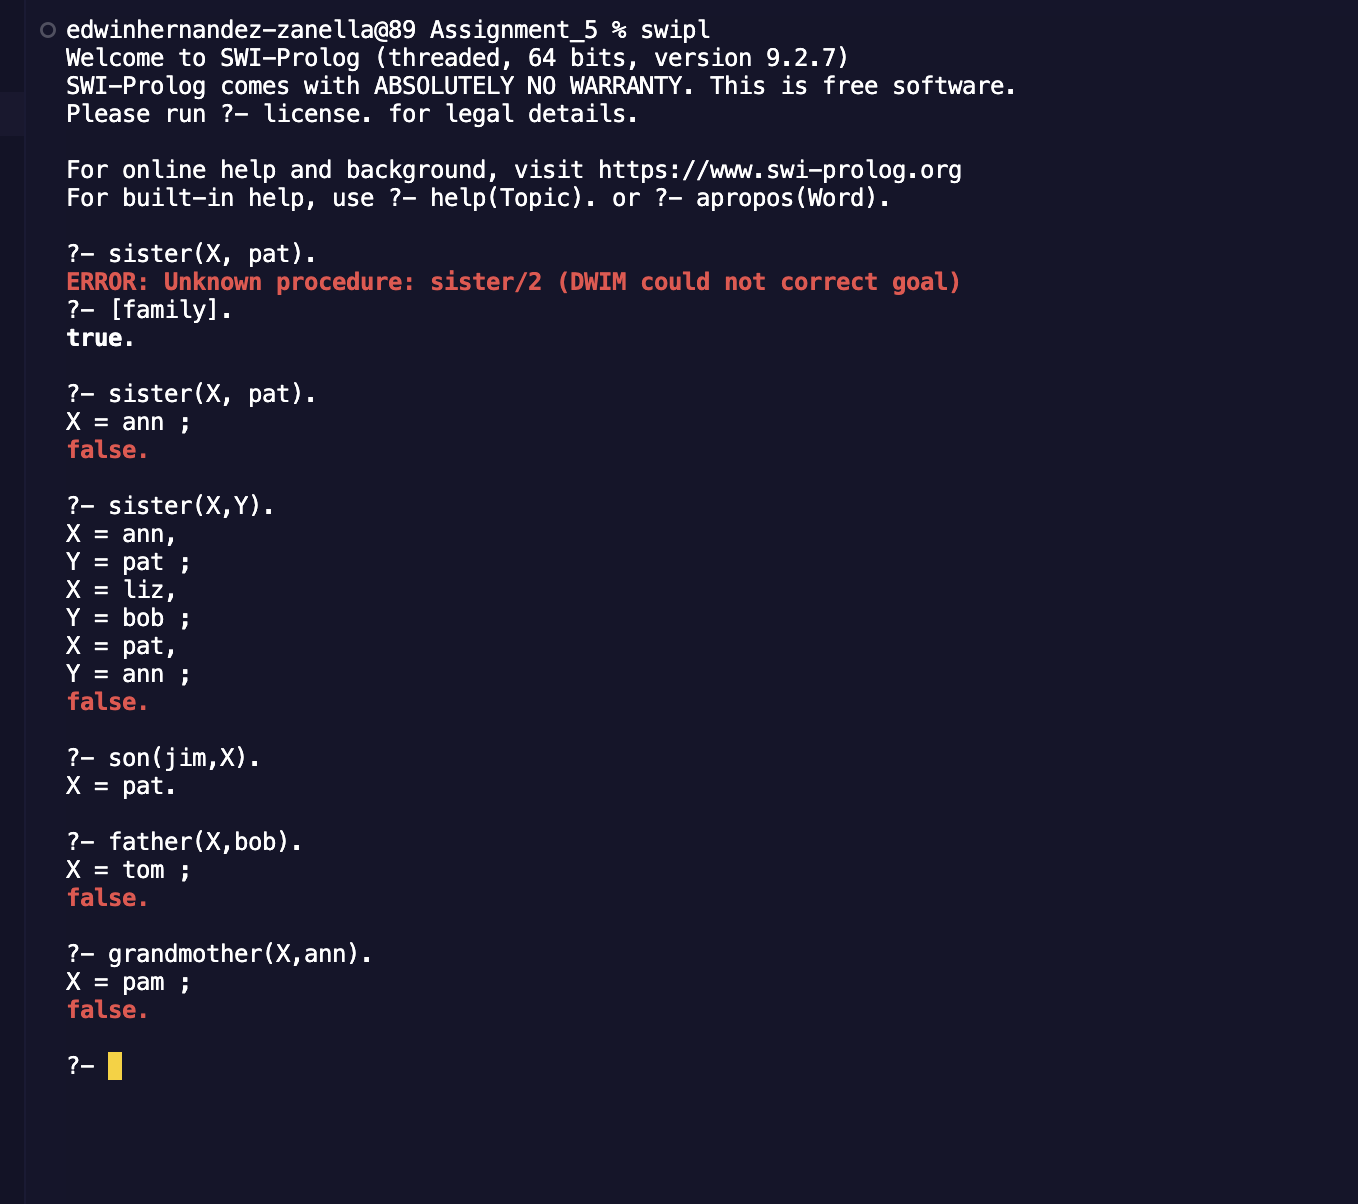 edwinhernandez-zanella@89 Assignment_5 % swipl
Welcome to SWI-Prolog (threaded, 64 bits, version 9.2.7)
SWI-Prolog comes with ABSOLUTELY NO WARRANTY. This is free software.
Please run ?- license. for legal details.

For online help and background, visit https://www.swi-prolog.org
For built-in help, use ?- help(Topic). or ?- apropos(Word).

?- sister(X, pat).
ERROR: Unknown procedure: sister/2 (DWIM could not correct goal)
?- [family].
true.

?- sister(X, pat).
X = ann ;
false.

?- sister(X,Y).
X = ann,
Y = pat ;
X = liz,
Y = bob ;
X = pat,
Y = ann ;
false.

?- son(jim,X).
X = pat.

?- father(X,bob).
X = tom ;
false.

?- grandmother(X,ann).
X = pam ;
false.

?-